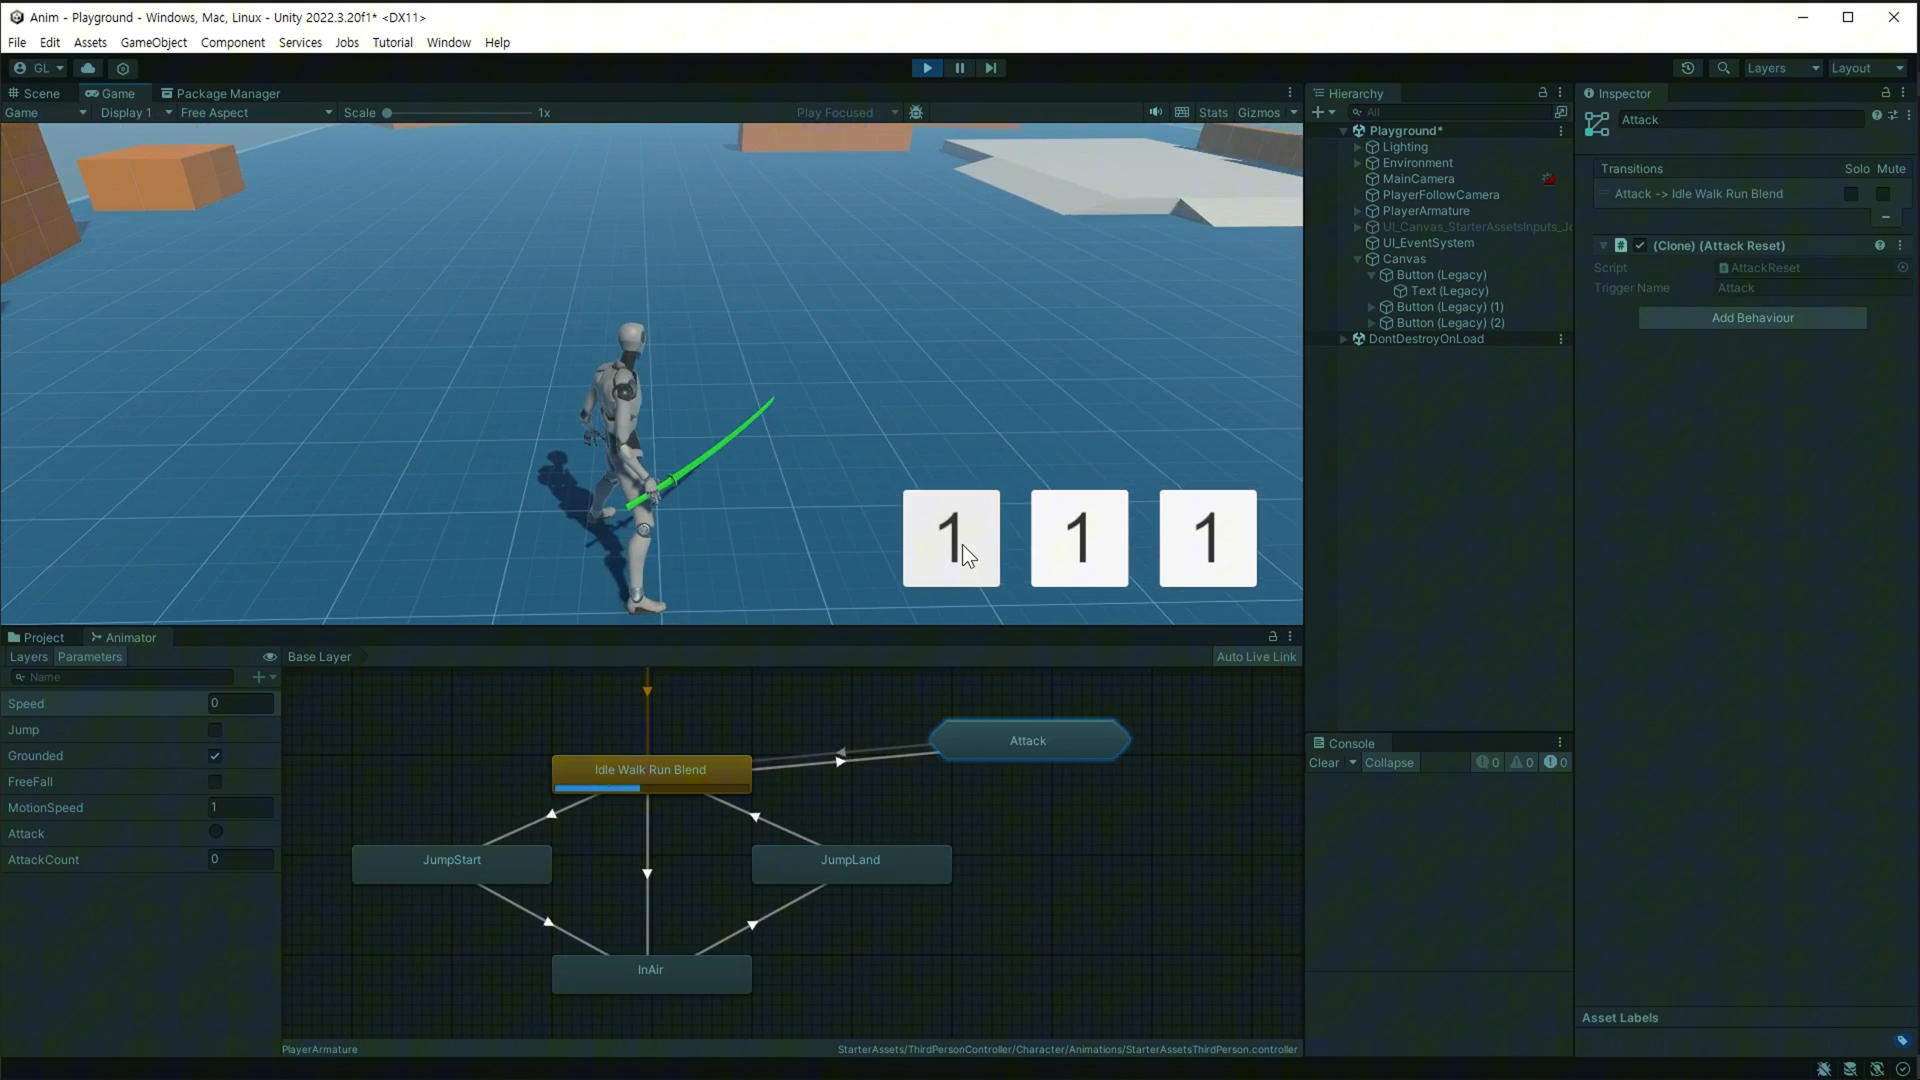 Anim - Playground - Windows, Mac, Linux - Unity 2022.3.20f1* <DX11>
File Edit Assets GameObject Component Services Jobs Tutorial Window Help
GL Layers Layout
Scene Game Package Manager
Game Display 1 Free Aspect Scale 1x Play Focused Stats Gizmos
1 1 1
Hierarchy
All
Playground*
Lighting
Environment
MainCamera
PlayerFollowCamera
PlayerArmature
UI_Canvas_StarterAssetsInputs_J
UI_EventSystem
Canvas
Button (Legacy)
Text (Legacy)
Button (Legacy) (1)
Button (Legacy) (2)
DontDestroyOnLoad
Inspector
Attack
Transitions Solo Mute
Attack -> Idle Walk Run Blend
(Clone) (Attack Reset)
Script AttackReset
Trigger Name Attack
Add Behaviour
Project Animator
Layers Parameters Base Layer Auto Live Link
Name
Speed 0
Jump
Grounded
FreeFall
MotionSpeed 1
Attack
AttackCount 0
Attack
Idle Walk Run Blend
JumpStart JumpLand
InAir
PlayerArmature StarterAssets/ThirdPersonController/Character/Animations/StarterAssetsThirdPerson.controller
Console
Clear Collapse 0 0 0
Asset Labels